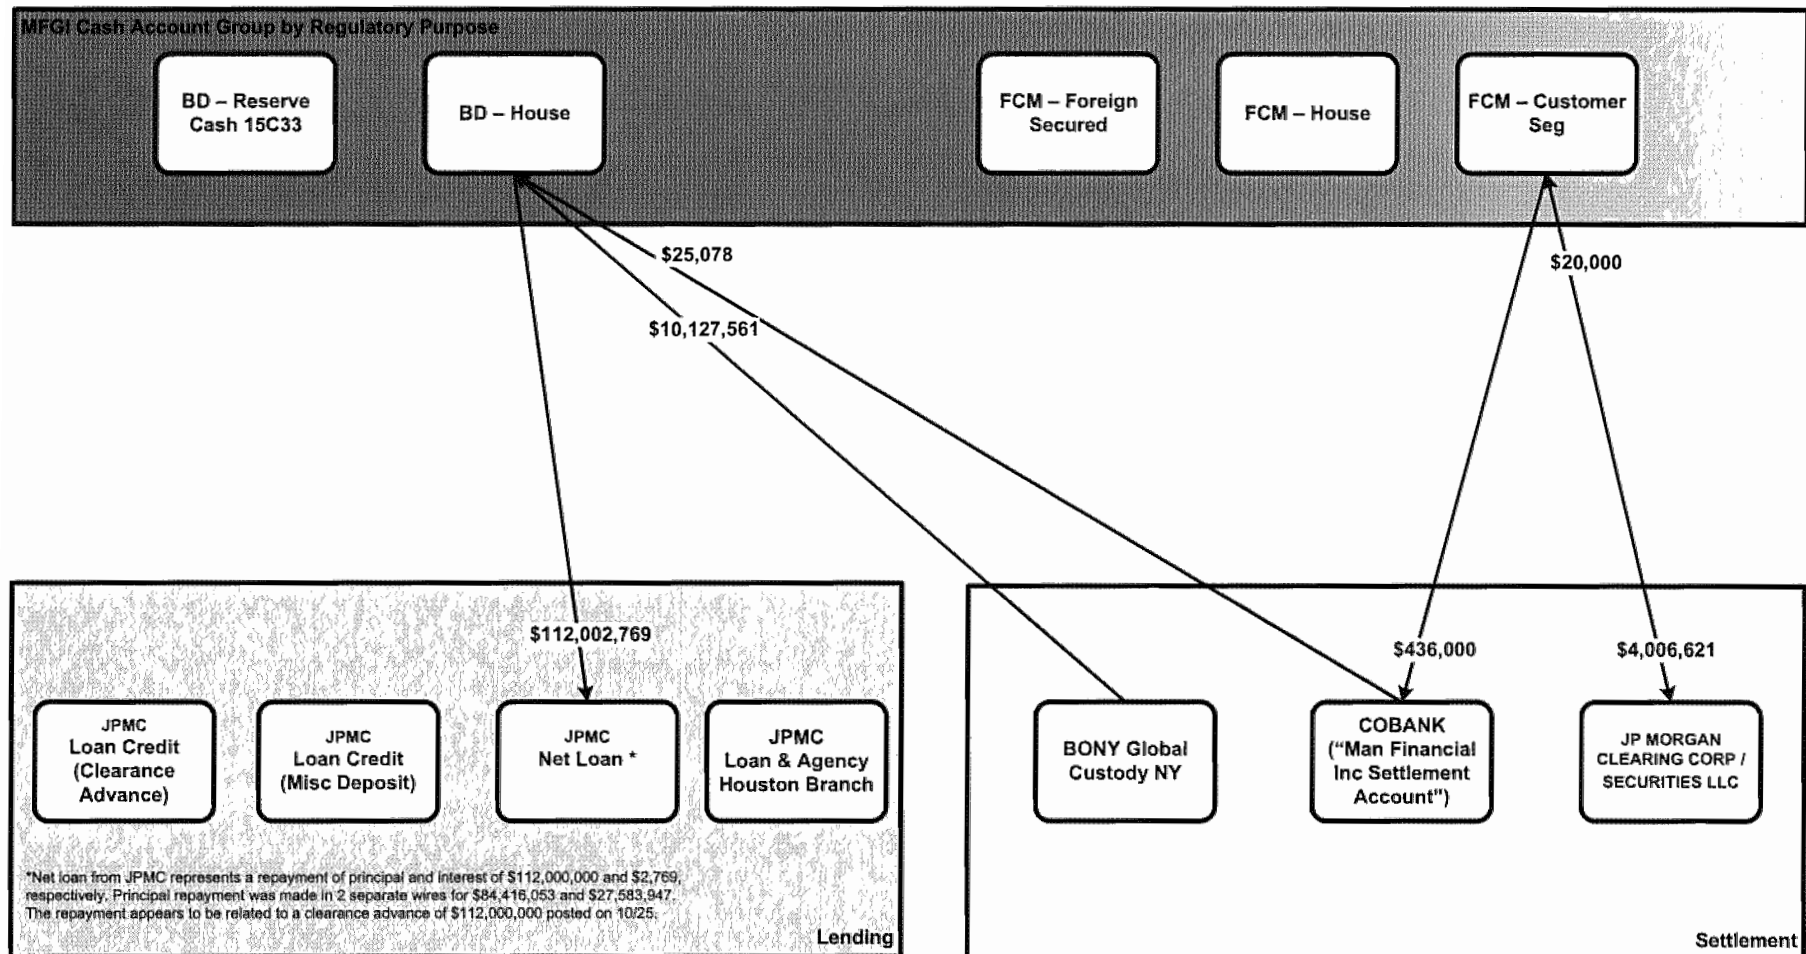 MFGI Cash Account Group by Regulatory Purpose
BD – Reserve
Cash 15C33
BD – House
FCM – Foreign
Secured
FCM – House
FCM – Customer
Seg
$25,078
$20,000
$10,127,561
$112,002,769
$436,000
$4,006,621
JPMC
Loan Credit
(Clearance
Advance)
JPMC
Loan Credit
(Misc Deposit)
JPMC
Net Loan *
JPMC
Loan & Agency
Houston Branch
BONY Global
Custody NY
COBANK
("Man Financial
Inc Settlement
Account")
JP MORGAN
CLEARING CORP /
SECURITIES LLC
*Net loan from JPMC represents a repayment of principal and interest of $112,000,000 and $2,769,
respectively. Principal repayment was made in 2 separate wires for $84,416,053 and $27,583,947.
The repayment appears to be related to a clearance advance of $112,000,000 posted on 10/25.
Lending
Settlement